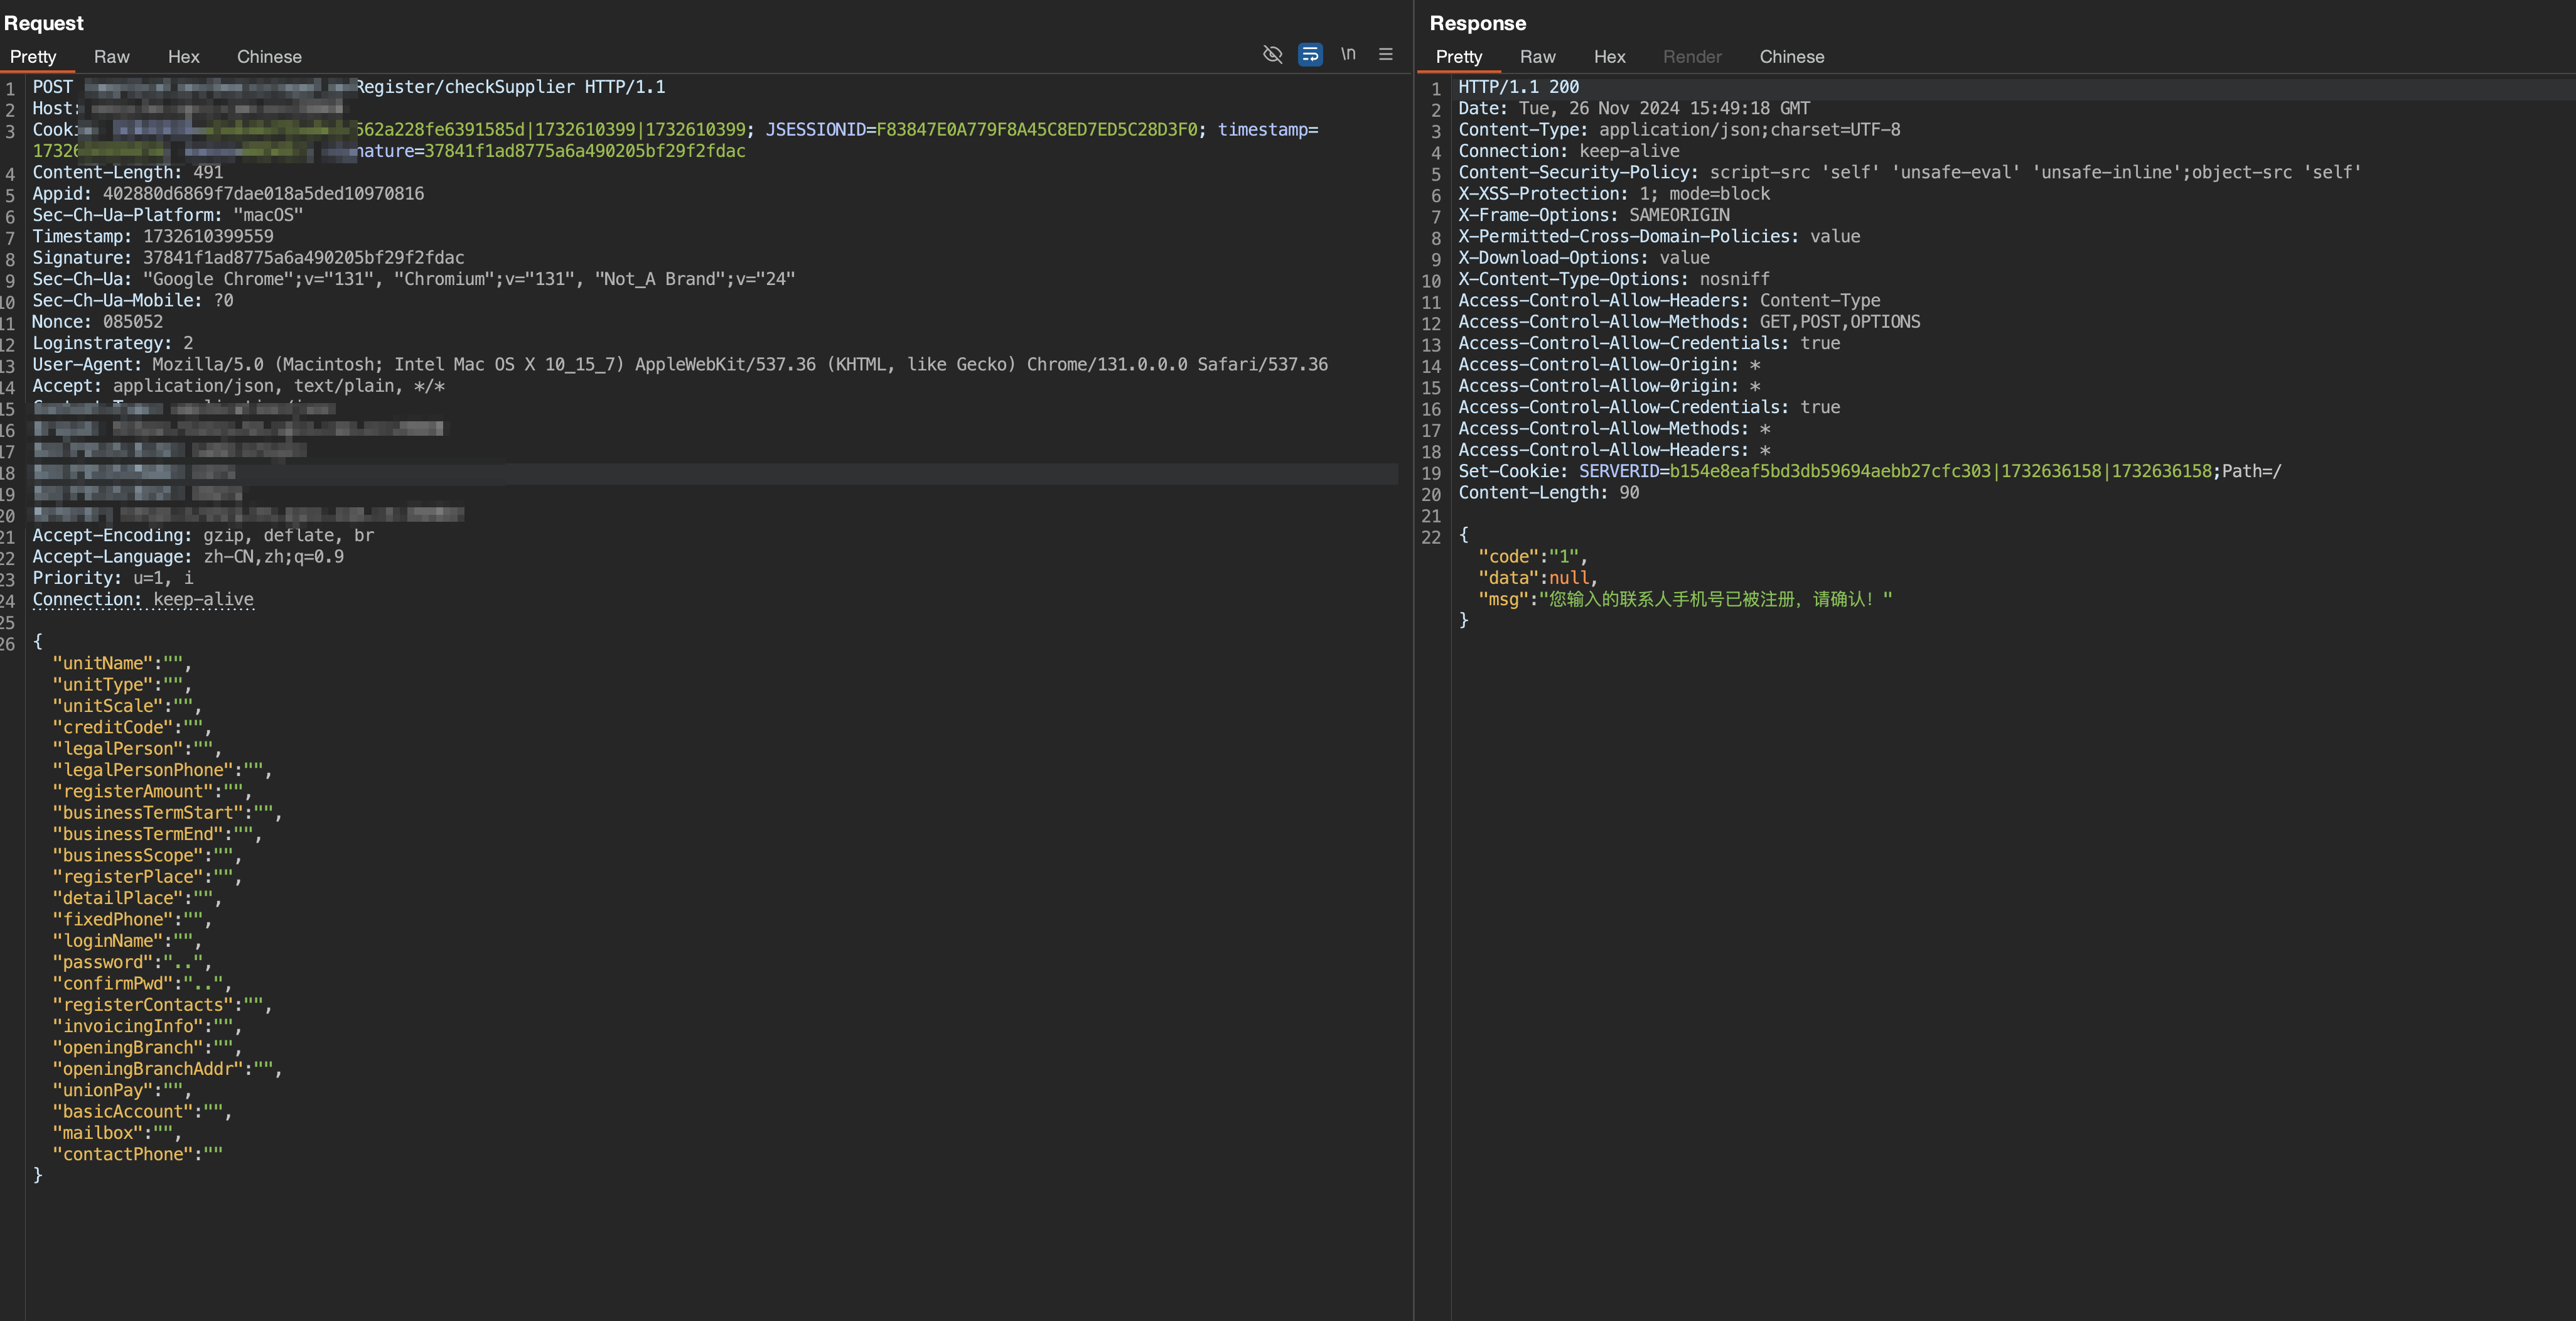 Request
Pretty Raw Hex Chinese
\n
1 POST Register/checkSupplier HTTP/1.1
2 Host:
3 Cooki 562a228fe6391585d|1732610399|1732610399; JSESSIONID=F83847E0A779F8A45C8ED7ED5C28D3F0; timestamp=
17326 nature=37841f1ad8775a6a490205bf29f2fdac
4 Content-Length: 491
5 Appid: 402880d6869f7dae018a5ded10970816
6 Sec-Ch-Ua-Platform: "macOS"
7 Timestamp: 1732610399559
8 Signature: 37841f1ad8775a6a490205bf29f2fdac
9 Sec-Ch-Ua: "Google Chrome";v="131", "Chromium";v="131", "Not_A Brand";v="24"
10 Sec-Ch-Ua-Mobile: ?0
11 Nonce: 085052
12 Loginstrategy: 2
13 User-Agent: Mozilla/5.0 (Macintosh; Intel Mac OS X 10_15_7) AppleWebKit/537.36 (KHTML, like Gecko) Chrome/131.0.0.0 Safari/537.36
14 Accept: application/json, text/plain, */*
15
16
17
18
19
20
21 Accept-Encoding: gzip, deflate, br
22 Accept-Language: zh-CN,zh;q=0.9
23 Priority: u=1, i
24 Connection: keep-alive
25
26 {
"unitName":"",
"unitType":"",
"unitScale":"",
"creditCode":"",
"legalPerson":"",
"legalPersonPhone":"",
"registerAmount":"",
"businessTermStart":"",
"businessTermEnd":"",
"businessScope":"",
"registerPlace":"",
"detailPlace":"",
"fixedPhone":"",
"loginName":"",
"password":"..",
"confirmPwd":"..",
"registerContacts":"",
"invoicingInfo":"",
"openingBranch":"",
"openingBranchAddr":"",
"unionPay":"",
"basicAccount":"",
"mailbox":"",
"contactPhone":""
}
Response
Pretty Raw Hex Render Chinese
1 HTTP/1.1 200
2 Date: Tue, 26 Nov 2024 15:49:18 GMT
3 Content-Type: application/json;charset=UTF-8
4 Connection: keep-alive
5 Content-Security-Policy: script-src 'self' 'unsafe-eval' 'unsafe-inline';object-src 'self'
6 X-XSS-Protection: 1; mode=block
7 X-Frame-Options: SAMEORIGIN
8 X-Permitted-Cross-Domain-Policies: value
9 X-Download-Options: value
10 X-Content-Type-Options: nosniff
11 Access-Control-Allow-Headers: Content-Type
12 Access-Control-Allow-Methods: GET,POST,OPTIONS
13 Access-Control-Allow-Credentials: true
14 Access-Control-Allow-Origin: *
15 Access-Control-Allow-0rigin: *
16 Access-Control-Allow-Credentials: true
17 Access-Control-Allow-Methods: *
18 Access-Control-Allow-Headers: *
19 Set-Cookie: SERVERID=b154e8eaf5bd3db59694aebb27cfc303|1732636158|1732636158;Path=/
20 Content-Length: 90
21
22 {
"code":"1",
"data":null,
"msg":"您输入的联系人手机号已被注册，请确认！"
}